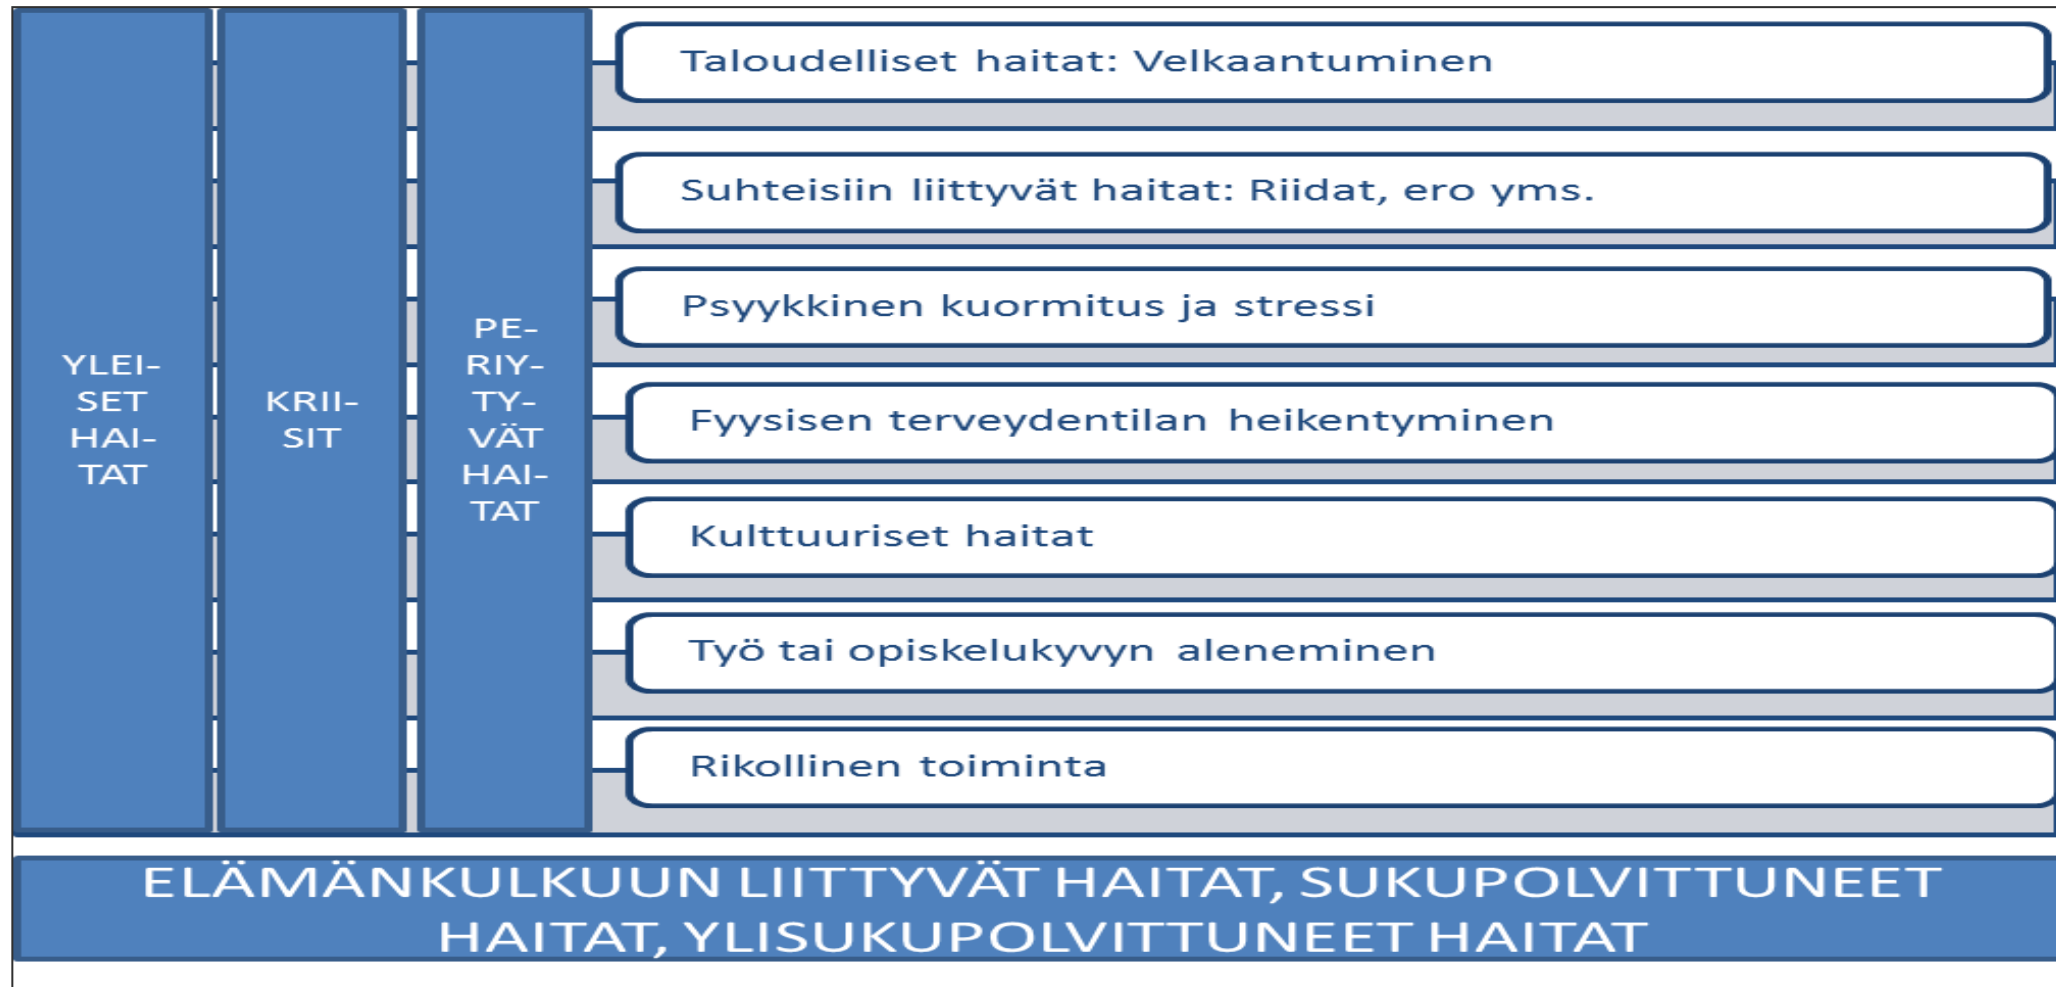 YLEI-
SET
HAI-
TAT
KRII-
SIT
PE-
RIY-
TY-
VÄT
HAI-
TAT
Taloudelliset haitat: Velkaantuminen
Suhteisiin liittyvät haitat: Riidat, ero yms.
Psyykkinen kuormitus ja stressi
Fyysisen terveydentilan heikentyminen
Kulttuuriset haitat
Työ tai opiskelukyvyn aleneminen
Rikollinen toiminta
ELÄMÄNKULKUUN LIITTYVÄT HAITAT, SUKUPOLVITTUNEET
HAITAT, YLISUKUPOLVITTUNEET HAITAT